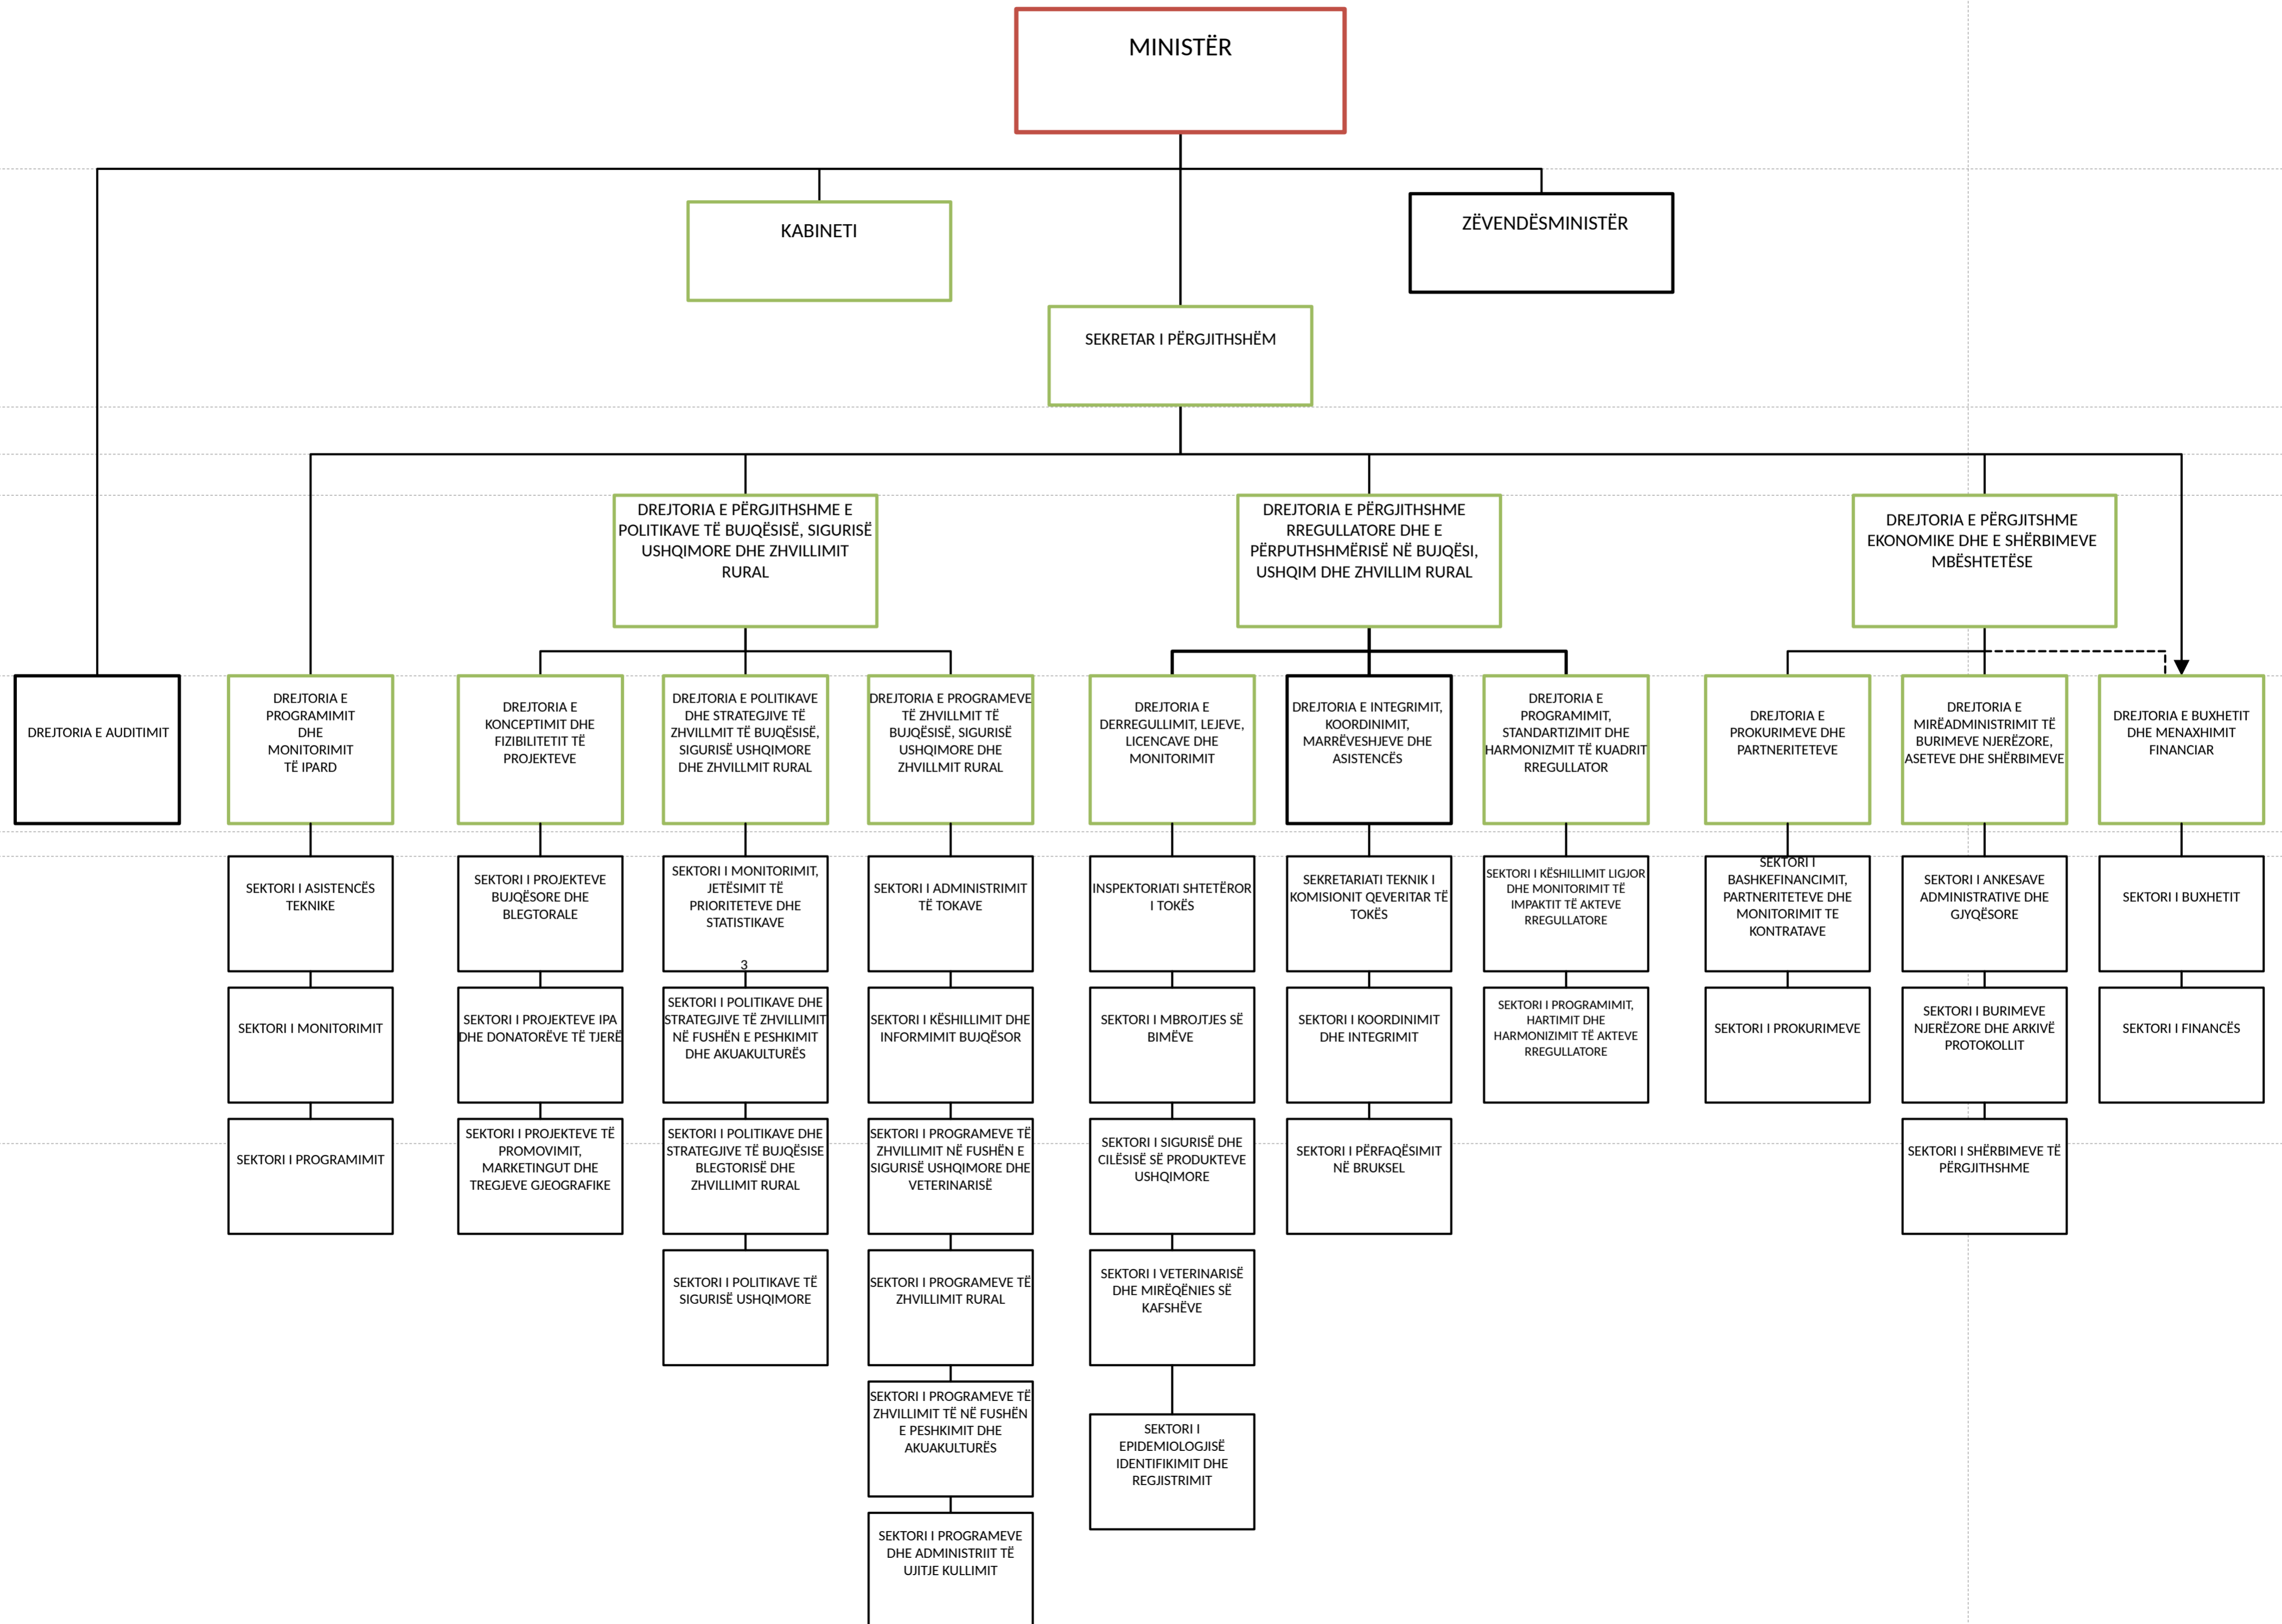 MINISTËR
KABINETI
ZËVENDËSMINISTËR
SEKRETAR I PËRGJITHSHËM
DREJTORIA E PËRGJITHSHME E
POLITIKAVE TË BUJQËSISË, SIGURISË
USHQIMORE DHE ZHVILLIMIT
RURAL
DREJTORIA E PËRGJITHSHME
RREGULLATORE DHE E
PËRPUTHSHMËRISË NË BUJQËSI,
USHQIM DHE ZHVILLIM RURAL
DREJTORIA E PËRGJITSHME
EKONOMIKE DHE E SHËRBIMEVE
MBËSHTETËSE
DREJTORIA E AUDITIMIT
DREJTORIA E
PROGRAMIMIT
DHE
MONITORIMIT
TË IPARD
DREJTORIA E
KONCEPTIMIT DHE
FIZIBILITETIT TË
PROJEKTEVE
DREJTORIA E POLITIKAVE
DHE STRATEGJIVE TË
ZHVILLMIT TË BUJQËSISË,
SIGURISË USHQIMORE
DHE ZHVILLMIT RURAL
DREJTORIA E PROGRAMEVE
TË ZHVILLMIT TË
BUJQËSISË, SIGURISË
USHQIMORE DHE
ZHVILLMIT RURAL
DREJTORIA E
DERREGULLIMIT, LEJEVE,
LICENCAVE DHE
MONITORIMIT
DREJTORIA E INTEGRIMIT,
KOORDINIMIT,
MARRËVESHJEVE DHE
ASISTENCËS
DREJTORIA E
PROGRAMIMIT,
STANDARTIZIMIT DHE
HARMONIZMIT TË KUADRIT
RREGULLATOR
DREJTORIA E
PROKURIMEVE DHE
PARTNERITETEVE
DREJTORIA E
MIRËADMINISTRIMIT TË
BURIMEVE NJERËZORE,
ASETEVE DHE SHËRBIMEVE
DREJTORIA E BUXHETIT
DHE MENAXHIMIT
FINANCIAR
SEKTORI I ASISTENCËS
TEKNIKE
SEKTORI I PROJEKTEVE
BUJQËSORE DHE
BLEGTORALE
SEKTORI I MONITORIMIT,
JETËSIMIT TË
PRIORITETEVE DHE
STATISTIKAVE
3
SEKTORI I ADMINISTRIMIT
TË TOKAVE
INSPEKTORIATI SHTETËROR
I TOKËS
SEKRETARIATI TEKNIK I
KOMISIONIT QEVERITAR TË
TOKËS
SEKTORI I KËSHILLIMIT LIGJOR
DHE MONITORIMIT TË
IMPAKTIT TË AKTEVE
RREGULLATORE
SEKTORI I
BASHKEFINANCIMIT,
PARTNERITETEVE DHE
MONITORIMIT TE
KONTRATAVE
SEKTORI I ANKESAVE
ADMINISTRATIVE DHE
GJYQËSORE
SEKTORI I BUXHETIT
SEKTORI I MONITORIMIT
SEKTORI I PROJEKTEVE IPA
DHE DONATORËVE TË TJERË
SEKTORI I POLITIKAVE DHE
STRATEGJIVE TË ZHVILLIMIT
NË FUSHËN E PESHKIMIT
DHE AKUAKULTURËS
SEKTORI I KËSHILLIMIT DHE
INFORMIMIT BUJQËSOR
SEKTORI I MBROJTJES SË
BIMËVE
SEKTORI I KOORDINIMIT
DHE INTEGRIMIT
SEKTORI I PROGRAMIMIT,
HARTIMIT DHE
HARMONIZIMIT TË AKTEVE
RREGULLATORE
SEKTORI I PROKURIMEVE
SEKTORI I BURIMEVE
NJERËZORE DHE ARKIVË
PROTOKOLLIT
SEKTORI I FINANCËS
SEKTORI I PROGRAMIMIT
SEKTORI I PROJEKTEVE TË
PROMOVIMIT,
MARKETINGUT DHE
TREGJEVE GJEOGRAFIKE
SEKTORI I POLITIKAVE DHE
STRATEGJIVE TË BUJQËSISE
BLEGTORISË DHE
ZHVILLIMIT RURAL
SEKTORI I PROGRAMEVE TË
ZHVILLIMIT NË FUSHËN E
SIGURISË USHQIMORE DHE
VETERINARISË
SEKTORI I SIGURISË DHE
CILËSISË SË PRODUKTEVE
USHQIMORE
SEKTORI I PËRFAQËSIMIT
NË BRUKSEL
SEKTORI I SHËRBIMEVE TË
PËRGJITHSHME
SEKTORI I POLITIKAVE TË
SIGURISË USHQIMORE
SEKTORI I PROGRAMEVE TË
ZHVILLIMIT RURAL
SEKTORI I VETERINARISË
DHE MIRËQËNIES SË
KAFSHËVE
SEKTORI I PROGRAMEVE TË
ZHVILLIMIT TË NË FUSHËN
E PESHKIMIT DHE
AKUAKULTURËS
SEKTORI I
EPIDEMIOLOGJISË
IDENTIFIKIMIT DHE
REGJISTRIMIT
SEKTORI I PROGRAMEVE
DHE ADMINISTRIIT TË
UJITJE KULLIMIT